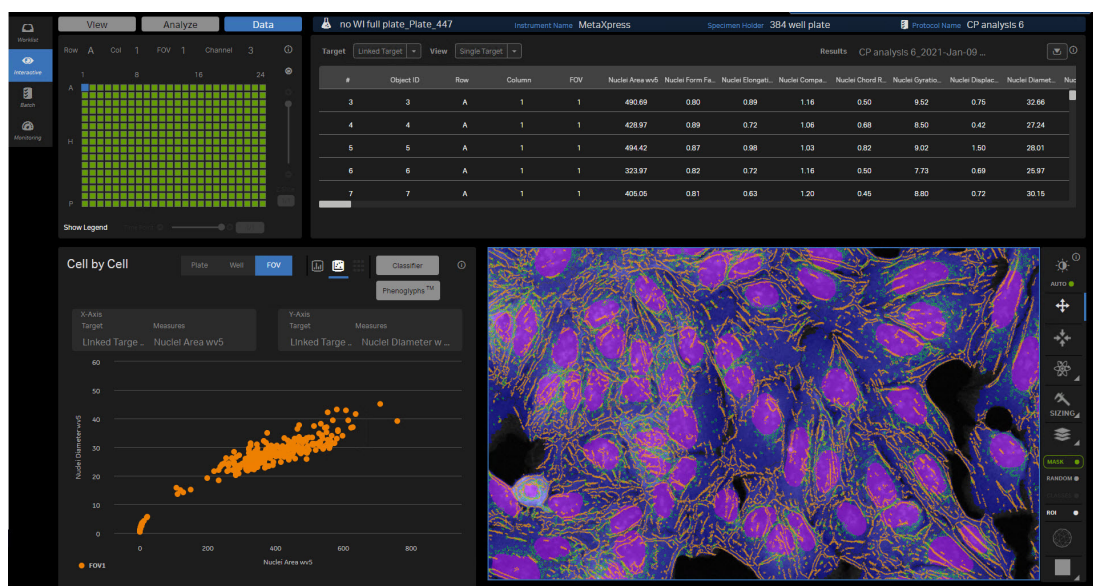 View Analyze Data
no WI full plate_Plate_447 Instrument Name MetaXpress Specimen Holder 384 well plate Protocol Name CP analysis 6
Worklist
Interactive
Batch
Monitoring
Row A Col 1 FOV 1 Channel 3
1 8 16 24
A
H
P
Show Legend
Target Linked Target View Single Target Results CP analysis 6_2021-Jan-09 ...
# Object ID Row Column FOV Nuclei Area wv5 Nuclei Form Fa... Nuclei Elongati... Nuclei Compa... Nuclei Chord R... Nuclei Gyratio... Nuclei Displac... Nuclei Diamet... Nuc
3 3 A 1 1 490.69 0.80 0.89 1.16 0.50 9.52 0.75 32.66
4 4 A 1 1 428.97 0.89 0.72 1.06 0.68 8.50 0.42 27.24
5 5 A 1 1 494.42 0.87 0.98 1.03 0.82 9.02 1.50 28.01
6 6 A 1 1 323.97 0.82 0.72 1.16 0.50 7.73 0.69 25.97
7 7 A 1 1 405.05 0.81 0.63 1.20 0.45 8.80 0.72 30.15
Cell by Cell Plate Well FOV Classifier
Phenoglyphs™
X-Axis
Target Measures
Linked Targe .. Nuclei Area wv5
Y-Axis
Target Measures
Linked Targe .. Nuclei Diameter w ...
60
50
40
30
20
10
0
Nuclei Diameter wv5
0 200 400 600 800
Nuclei Area wv5
FOV1
AUTO
SIZING
MASK
RANDOM
ROI